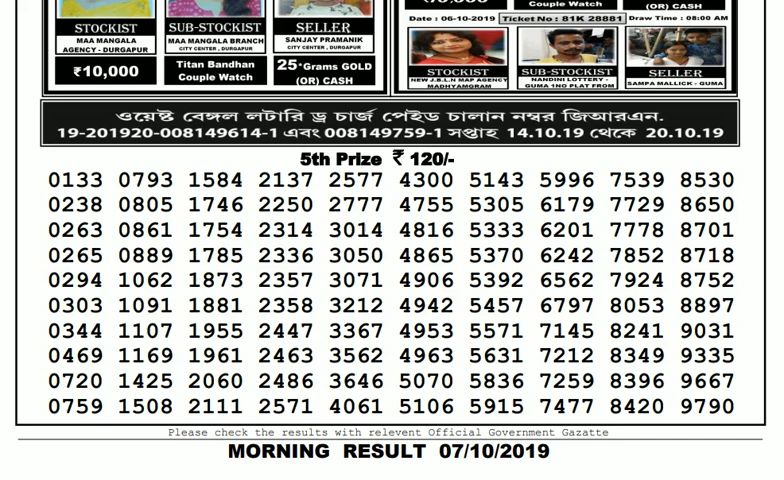 ₹70,000 Couple Watch (OR) CASH
STOCKIST SUB-STOCKIST SELLER
MAA MANGALA AGENCY - DURGAPUR
MAA MANGALA BRANCH CITY CENTER , DURGAPUR
SANJAY PRAMANIK CITY CENTER , DURGAPUR
₹10,000
Titan Bandhan Couple Watch
25*Grams GOLD (OR) CASH
Date : 06-10-2019 Ticket No : 81K 28881 Draw Time : 08:00 AM
STOCKIST SUB-STOCKIST SELLER
NEW J.B.L.N MAP AGENCY MADHYAMGRAM
NANDINI LOTTERY - GUMA 1NO PLAT FROM
SAMPA MALLICK - GUMA
ওয়েষ্ট বেঙ্গল লটারি ড্র চার্জ পেইড চালান নম্বর জিআরএন.
19-201920-008149614-1 এবং 008149759-1 সপ্তাহ 14.10.19 থেকে 20.10.19
5th Prize ₹ 120/-
0133 0793 1584 2137 2577 4300 5143 5996 7539 8530
0238 0805 1746 2250 2777 4755 5305 6179 7729 8650
0263 0861 1754 2314 3014 4816 5333 6201 7778 8701
0265 0889 1785 2336 3050 4865 5370 6242 7852 8718
0294 1062 1873 2357 3071 4906 5392 6562 7924 8752
0303 1091 1881 2358 3212 4942 5457 6797 8053 8897
0344 1107 1955 2447 3367 4953 5571 7145 8241 9031
0469 1169 1961 2463 3562 4963 5631 7212 8349 9335
0720 1425 2060 2486 3646 5070 5836 7259 8396 9667
0759 1508 2111 2571 4061 5106 5915 7477 8420 9790
Please check the results with relevent Official Government Gazatte
MORNING RESULT 07/10/2019